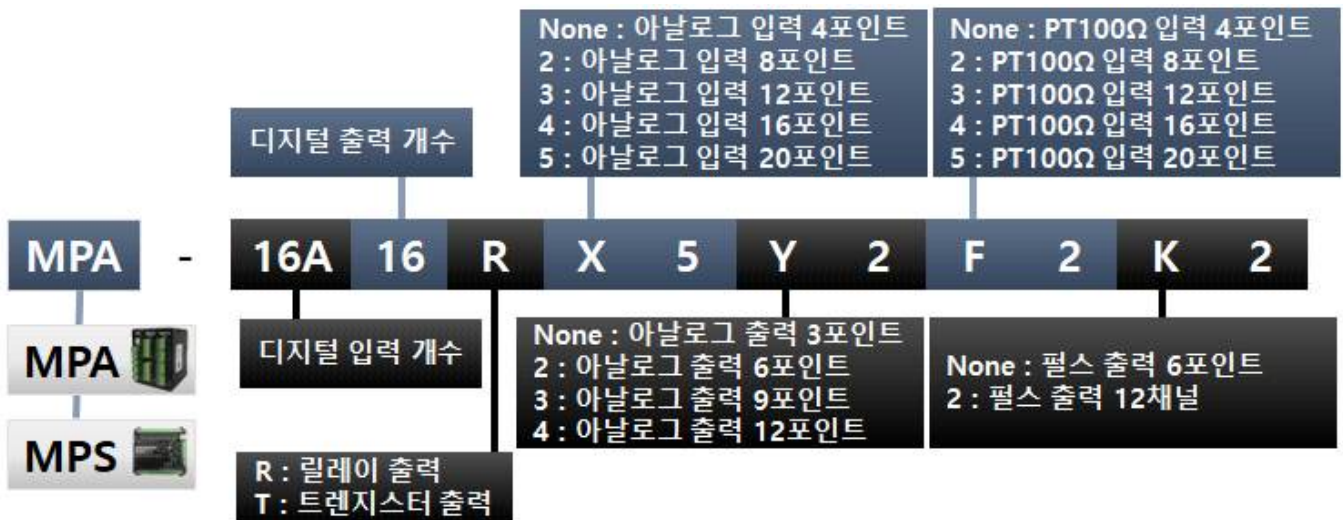 None : 아날로그 입력 4포인트
2 : 아날로그 입력 8포인트
3 : 아날로그 입력 12포인트
4 : 아날로그 입력 16포인트
5 : 아날로그 입력 20포인트
None : PT100Ω 입력 4포인트
2 : PT100Ω 입력 8포인트
3 : PT100Ω 입력 12포인트
4 : PT100Ω 입력 16포인트
5 : PT100Ω 입력 20포인트
디지털 출력 개수
MPA - 16A 16 R X 5 Y 2 F 2 K 2
MPA
MPS
디지털 입력 개수
R : 릴레이 출력
T : 트렌지스터 출력
None : 아날로그 출력 3포인트
2 : 아날로그 출력 6포인트
3 : 아날로그 출력 9포인트
4 : 아날로그 출력 12포인트
None : 펄스 출력 6포인트
2 : 펄스 출력 12채널